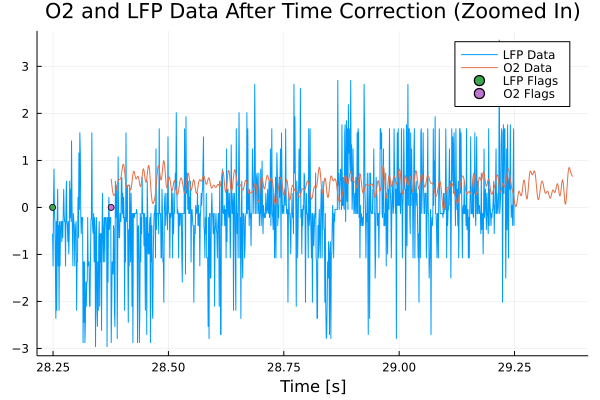 O2 and LFP Data After Time Correction (Zoomed In)
LFP Data
O2 Data
LFP Flags
O2 Flags
3
2
1
0
−1
−2
−3
28.25 28.50 28.75 29.00 29.25
Time [s]